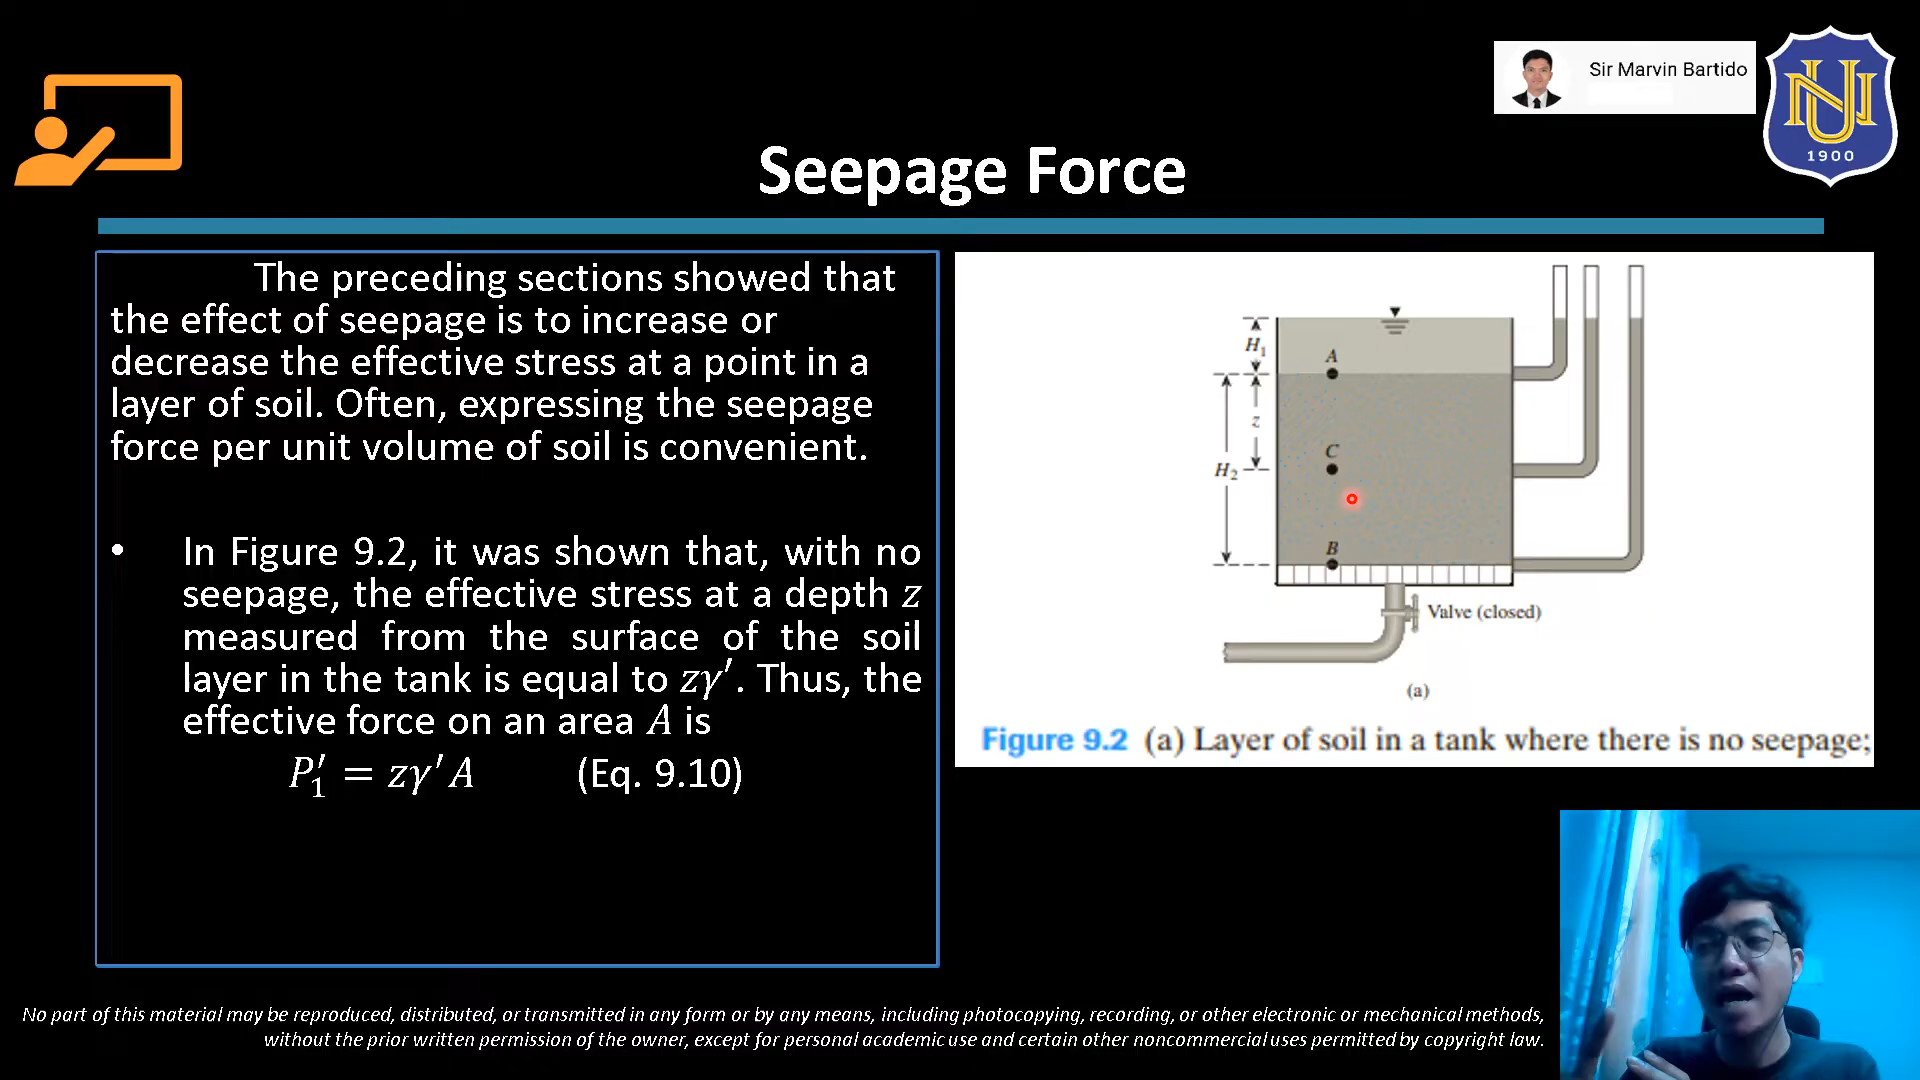 Sir Marvin Bartido
NU
1900
Seepage Force
The preceding sections showed that
the effect of seepage is to increase or
decrease the effective stress at a point in a
layer of soil. Often, expressing the seepage
force per unit volume of soil is convenient.
• In Figure 9.2, it was shown that, with no
seepage, the effective stress at a depth z
measured from the surface of the soil
layer in the tank is equal to zγ′. Thus, the
effective force on an area A is
P₁′ = zγ′A (Eq. 9.10)
H₁
A
z
C
H₂
B
Valve (closed)
(a)
Figure 9.2 (a) Layer of soil in a tank where there is no seepage;
No part of this material may be reproduced, distributed, or transmitted in any form or by any means, including photocopying, recording, or other electronic or mechanical methods,
without the prior written permission of the owner, except for personal academic use and certain other noncommercial uses permitted by copyright law.